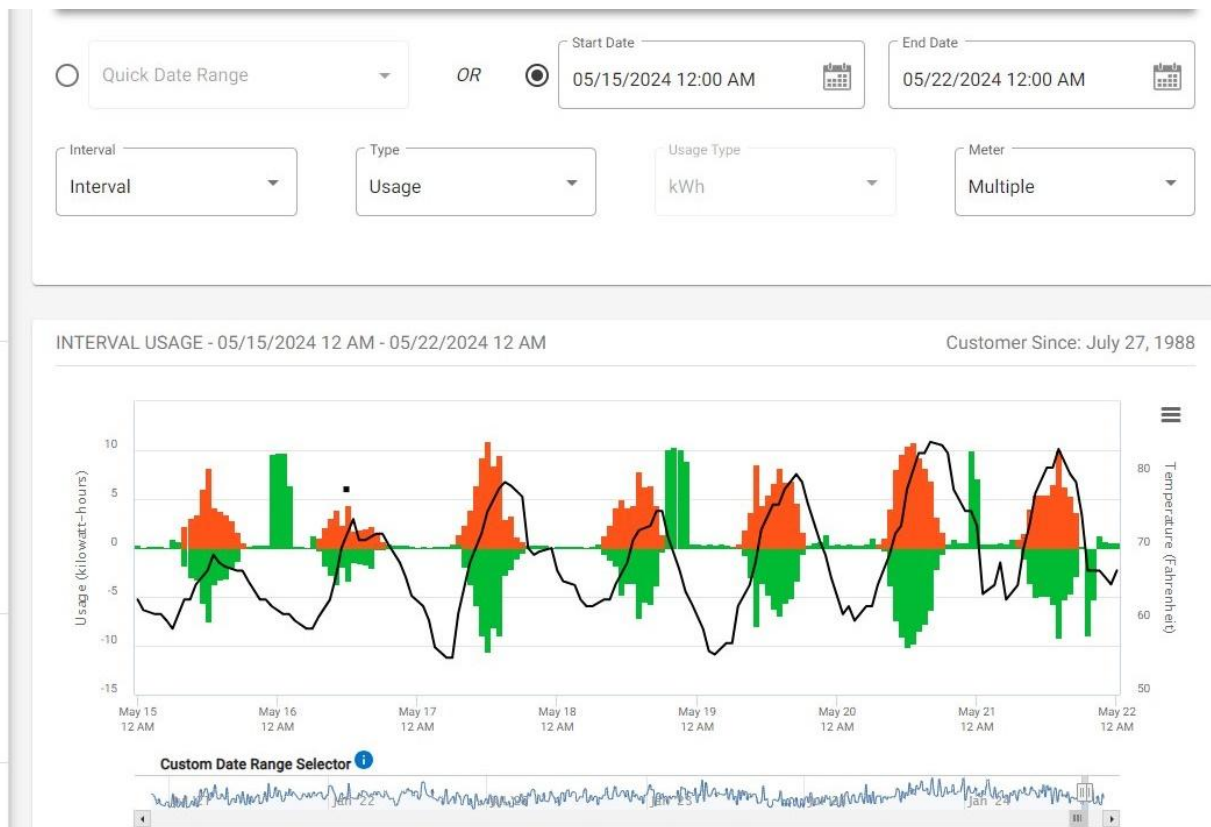 Quick Date Range
OR
Start Date
05/15/2024 12:00 AM
End Date
05/22/2024 12:00 AM
Interval
Interval
Type
Usage
Usage Type
kWh
Meter
Multiple
INTERVAL USAGE - 05/15/2024 12 AM - 05/22/2024 12 AM
Customer Since: July 27, 1988
Usage (kilowatt-hours)
10
5
0
-5
-10
-15
80
70
60
50
Temperature (Fahrenheit)
May 15
12 AM
May 16
12 AM
May 17
12 AM
May 18
12 AM
May 19
12 AM
May 20
12 AM
May 21
12 AM
May 22
12 AM
Custom Date Range Selector
Jan '22
Jan '24